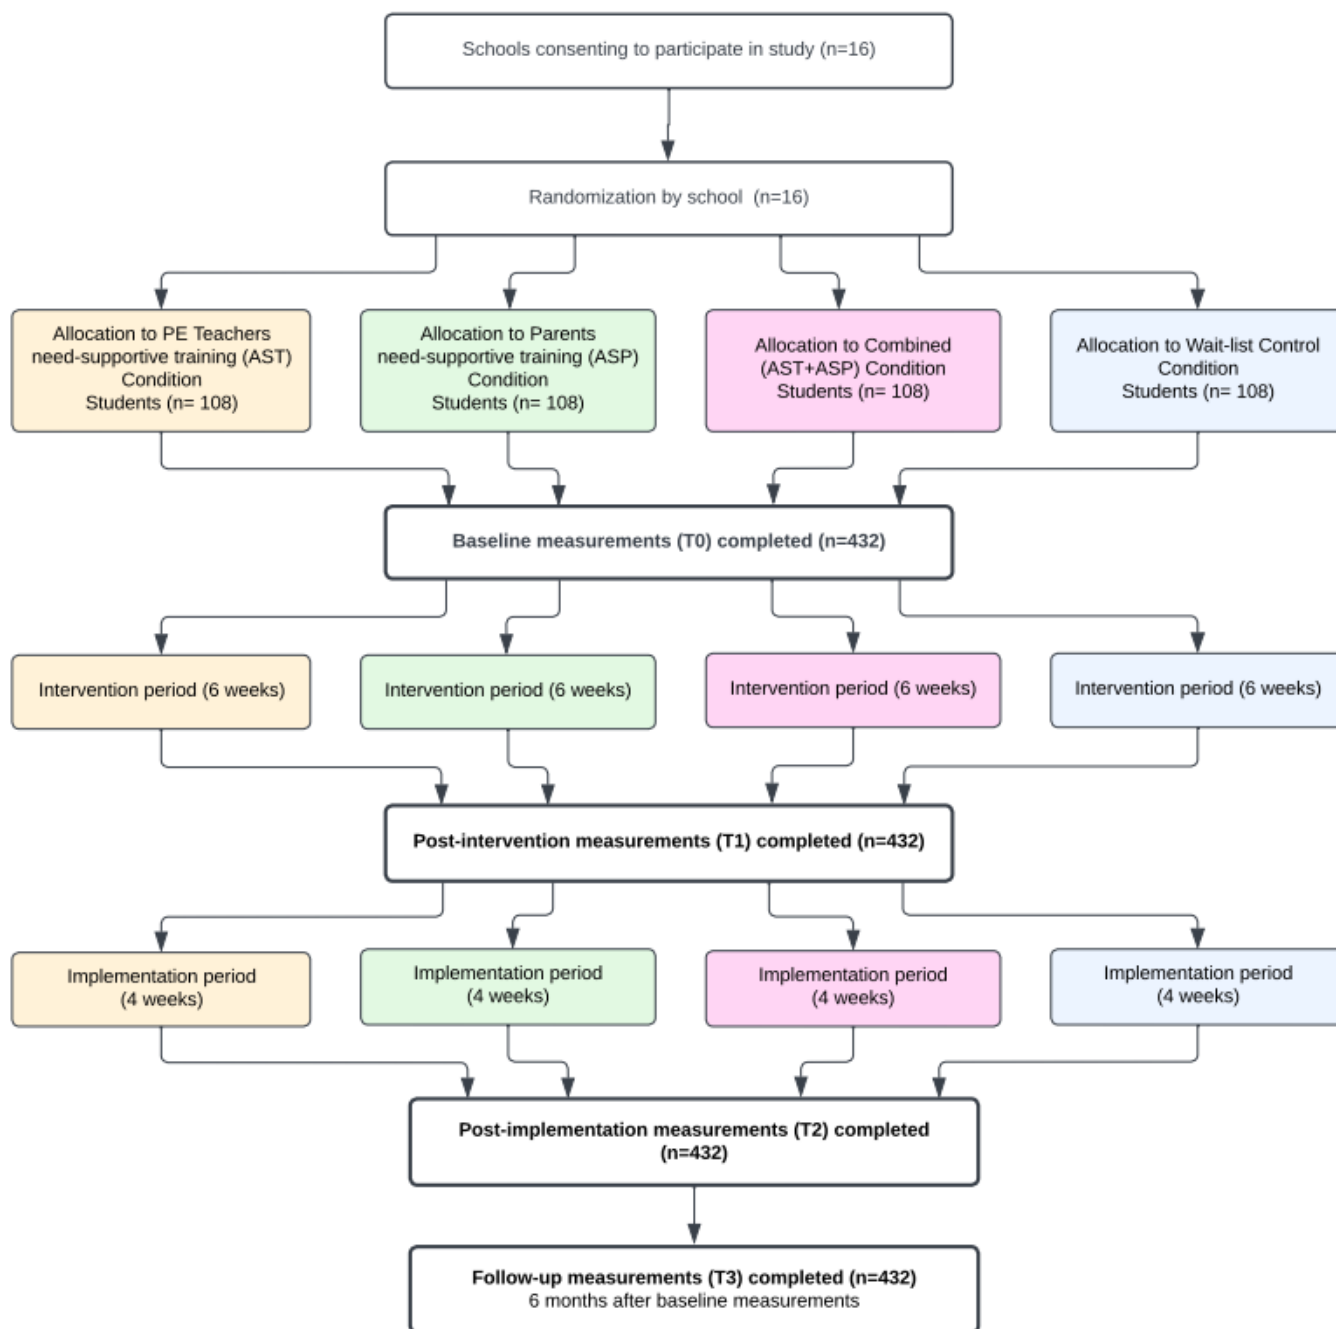 Schools consenting to participate in study (n=16)
Randomization by school (n=16)
Allocation to PE Teachers
need-supportive training (AST)
Condition
Students (n= 108)
Allocation to Parents
need-supportive training (ASP)
Condition
Students (n= 108)
Allocation to Combined
(AST+ASP) Condition
Students (n= 108)
Allocation to Wait-list Control
Condition
Students (n= 108)
Baseline measurements (T0) completed (n=432)
Intervention period (6 weeks)
Intervention period (6 weeks)
Intervention period (6 weeks)
Intervention period (6 weeks)
Post-intervention measurements (T1) completed (n=432)
Implementation period
(4 weeks)
Implementation period
(4 weeks)
Implementation period
(4 weeks)
Implementation period
(4 weeks)
Post-implementation measurements (T2) completed
(n=432)
Follow-up measurements (T3) completed (n=432)
6 months after baseline measurements